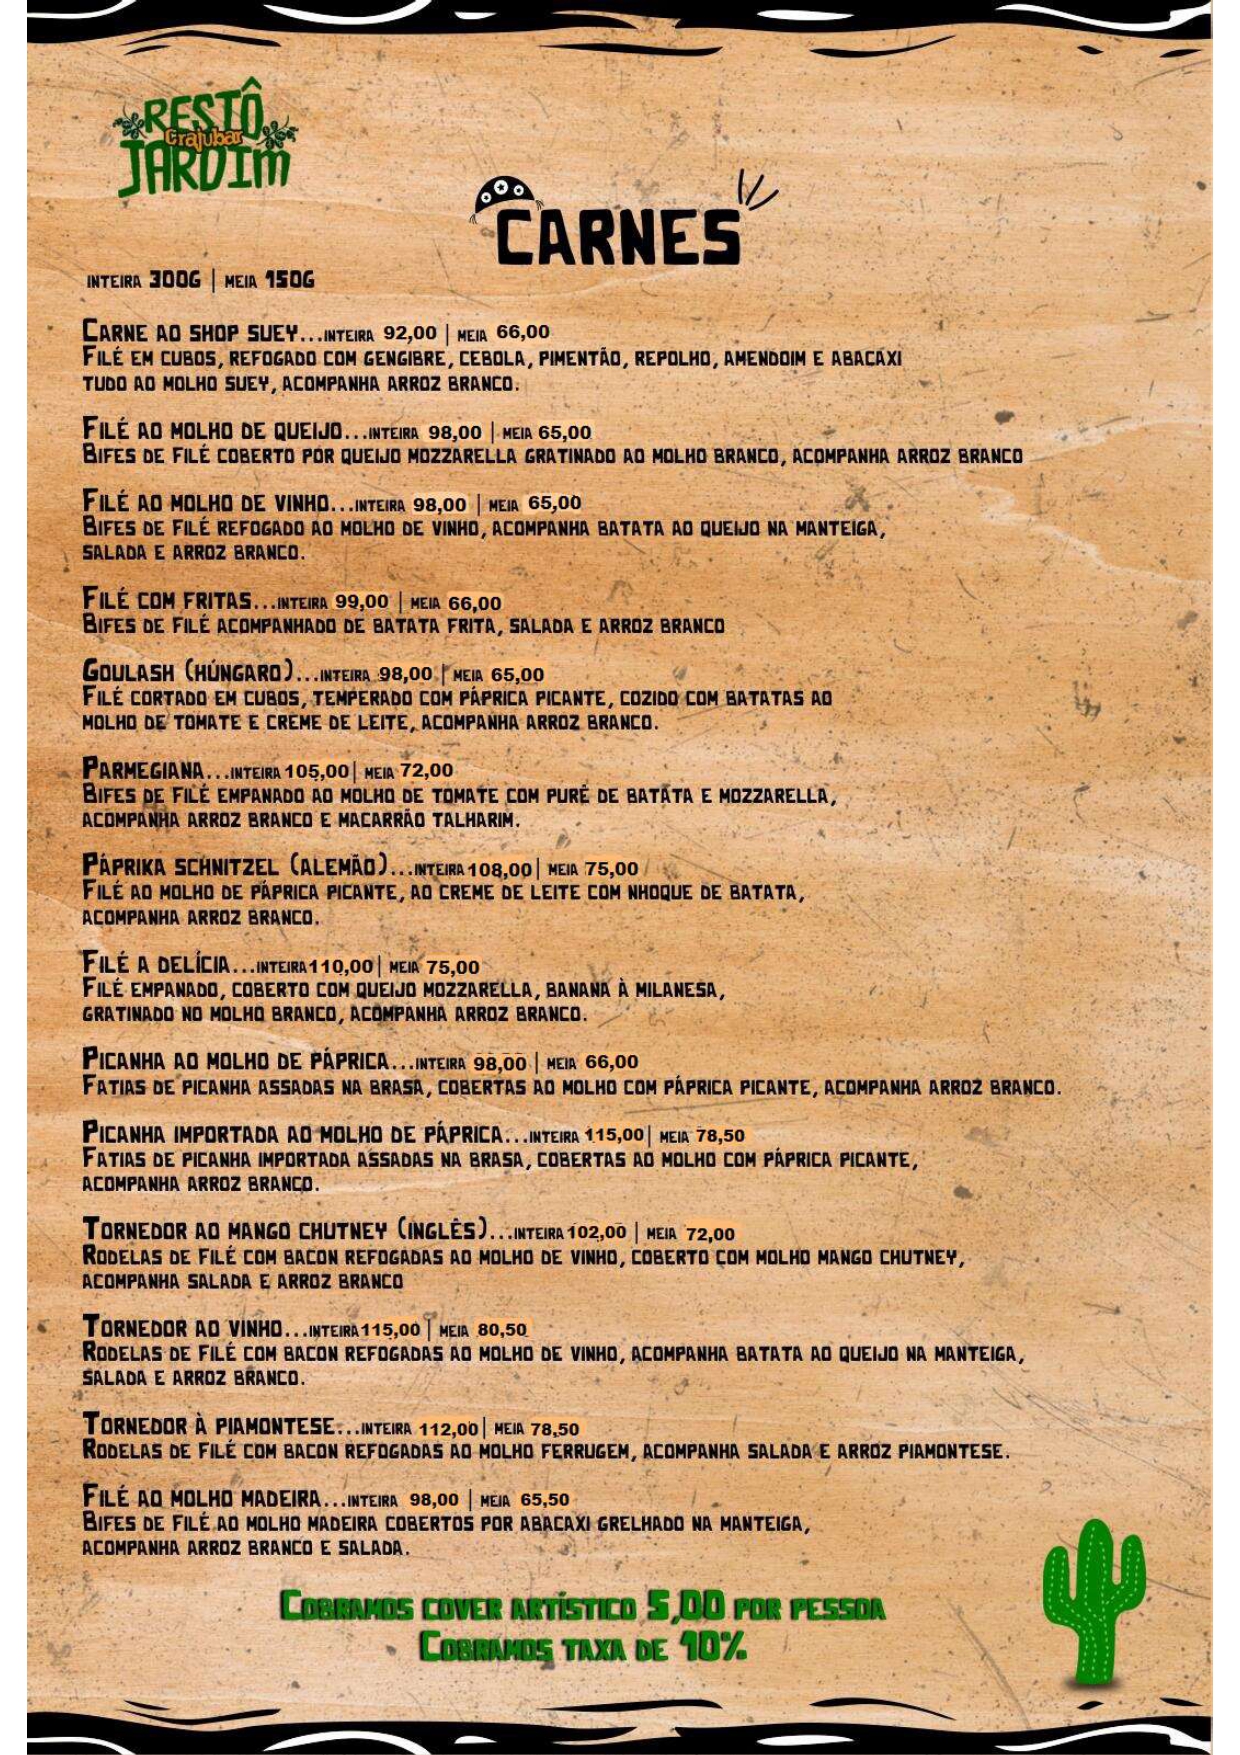 RESTÔ
Crajubar
JARDIM
CARNES
INTEIRA 300G | MEIA 150G
CARNE AO SHOP SUEY...INTEIRA 92,00 | MEIA 66,00
FILÉ EM CUBOS, REFOGADO COM GENGIBRE, CEBOLA, PIMENTÃO, REPOLHO, AMENDOIM E ABACAXI
TUDO AO MOLHO SUEY, ACOMPANHA ARROZ BRANCO.
FILÉ AO MOLHO DE QUEIJO...INTEIRA 98,00 | MEIA 65,00
BIFES DE FILÉ COBERTO POR QUEIJO MOZZARELLA GRATINADO AO MOLHO BRANCO, ACOMPANHA ARROZ BRANCO
FILÉ AO MOLHO DE VINHO...INTEIRA 98,00 | MEIA 65,00
BIFES DE FILÉ REFOGADO AO MOLHO DE VINHO, ACOMPANHA BATATA AO QUEIJO NA MANTEIGA,
SALADA E ARROZ BRANCO.
FILÉ COM FRITAS...INTEIRA 99,00 | MEIA 66,00
BIFES DE FILÉ ACOMPANHADO DE BATATA FRITA, SALADA E ARROZ BRANCO
GOULASH (HÚNGARO)...INTEIRA 98,00 | MEIA 65,00
FILÉ CORTADO EM CUBOS, TEMPERADO COM PÁPRICA PICANTE, COZIDO COM BATATAS AO
MOLHO DE TOMATE E CREME DE LEITE, ACOMPANHA ARROZ BRANCO.
PARMEGIANA...INTEIRA 105,00 | MEIA 72,00
BIFES DE FILÉ EMPANADO AO MOLHO DE TOMATE COM PURÊ DE BATATA E MOZZARELLA,
ACOMPANHA ARROZ BRANCO E MACARRÃO TALHARIM.
PÁPRIKA SCHNITZEL (ALEMÃO)...INTEIRA 108,00 | MEIA 75,00
FILÉ AO MOLHO DE PÁPRICA PICANTE, AO CREME DE LEITE COM NHOQUE DE BATATA,
ACOMPANHA ARROZ BRANCO.
FILÉ A DELÍCIA...INTEIRA 110,00 | MEIA 75,00
FILÉ EMPANADO, COBERTO COM QUEIJO MOZZARELLA, BANANA À MILANESA,
GRATINADO NO MOLHO BRANCO, ACOMPANHA ARROZ BRANCO.
PICANHA AO MOLHO DE PÁPRICA...INTEIRA 98,00 | MEIA 66,00
FATIAS DE PICANHA ASSADAS NA BRASA, COBERTAS AO MOLHO COM PÁPRICA PICANTE, ACOMPANHA ARROZ BRANCO.
PICANHA IMPORTADA AO MOLHO DE PÁPRICA...INTEIRA 115,00 | MEIA 78,50
FATIAS DE PICANHA IMPORTADA ASSADAS NA BRASA, COBERTAS AO MOLHO COM PÁPRICA PICANTE,
ACOMPANHA ARROZ BRANCO.
TORNEDOR AO MANGO CHUTNEY (INGLÊS)...INTEIRA 102,00 | MEIA 72,00
RODELAS DE FILÉ COM BACON REFOGADAS AO MOLHO DE VINHO, COBERTO COM MOLHO MANGO CHUTNEY,
ACOMPANHA SALADA E ARROZ BRANCO
TORNEDOR AO VINHO...INTEIRA 115,00 | MEIA 80,50
RODELAS DE FILÉ COM BACON REFOGADAS AO MOLHO DE VINHO, ACOMPANHA BATATA AO QUEIJO NA MANTEIGA,
SALADA E ARROZ BRANCO.
TORNEDOR À PIAMONTESE...INTEIRA 112,00 | MEIA 78,50
RODELAS DE FILÉ COM BACON REFOGADAS AO MOLHO FERRUGEM, ACOMPANHA SALADA E ARROZ PIAMONTESE.
FILÉ AO MOLHO MADEIRA...INTEIRA 98,00 | MEIA 65,50
BIFES DE FILÉ AO MOLHO MADEIRA COBERTOS POR ABACAXI GRELHADO NA MANTEIGA,
ACOMPANHA ARROZ BRANCO E SALADA.
COBRAMOS COVER ARTÍSTICO 5,00 POR PESSOA
COBRAMOS TAXA DE 10%